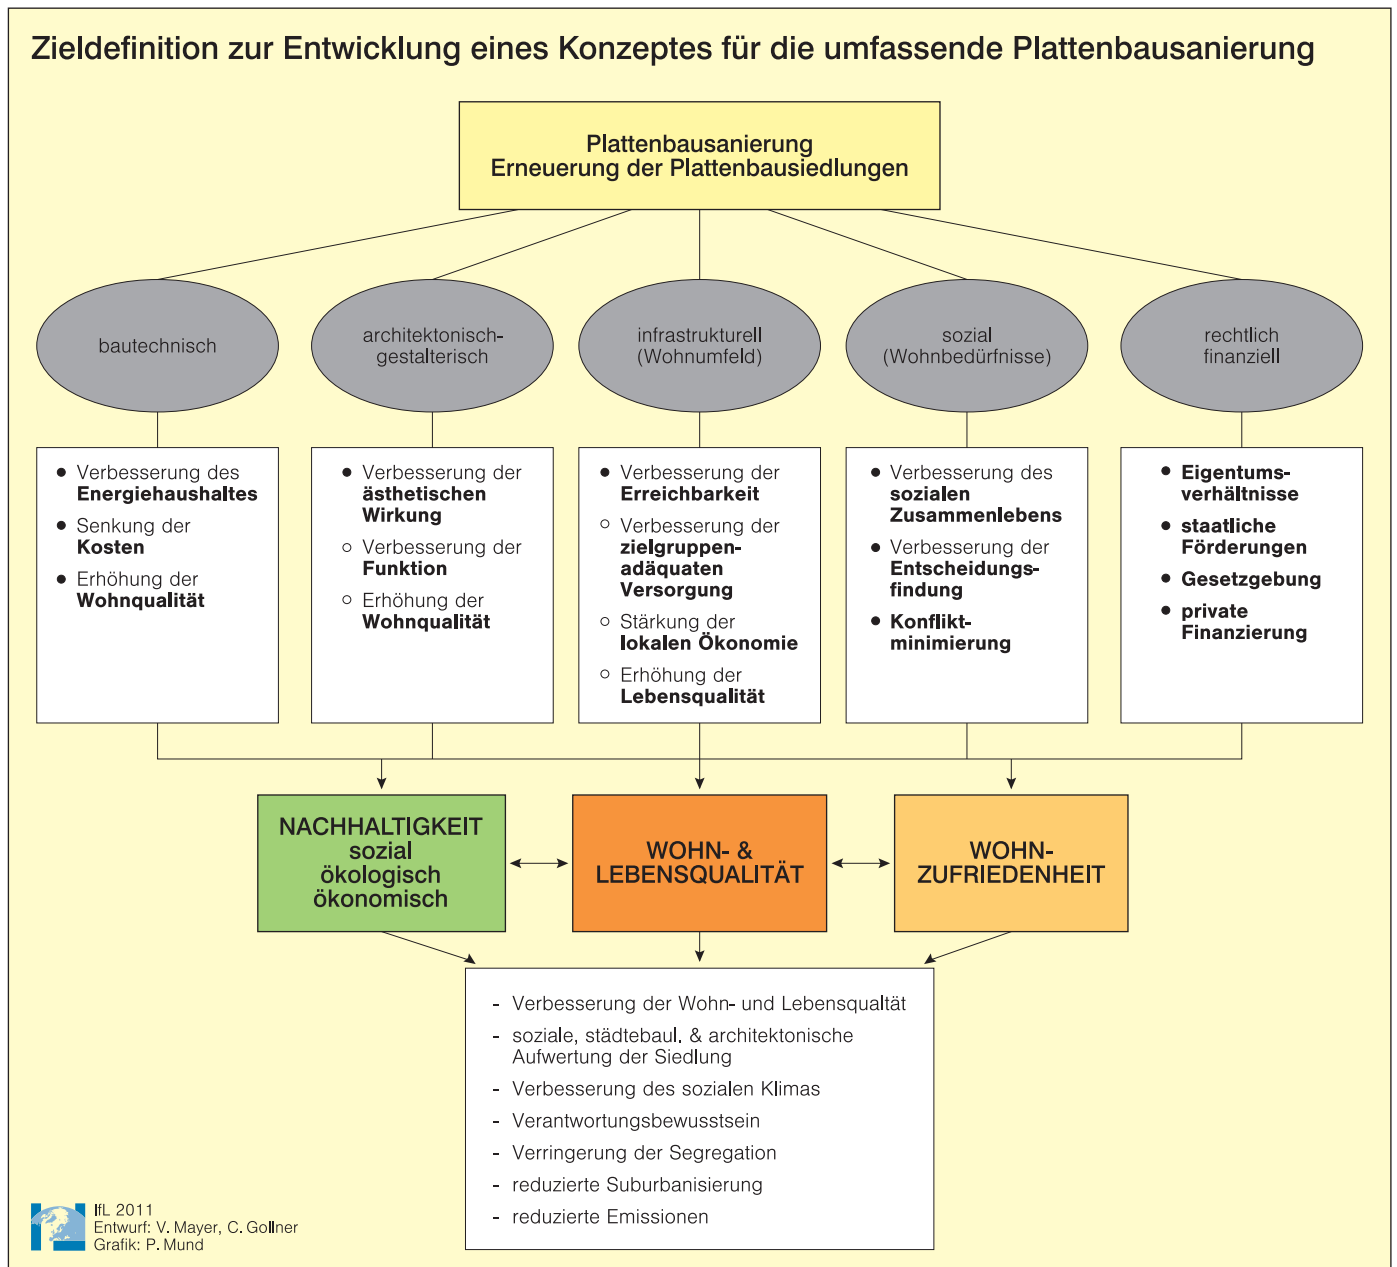 Zieldefinition zur Entwicklung eines Konzeptes für die umfassende Plattenbausanierung
Plattenbausanierung
Erneuerung der Plattenbausiedlungen
bautechnisch
architektonisch-
gestalterisch
infrastrukturell
(Wohnumfeld)
sozial
(Wohnbedürfnisse)
rechtlich
finanziell
● Verbesserung des
Energiehaushaltes
● Senkung der
Kosten
● Erhöhung der
Wohnqualität
● Verbesserung der
ästhetischen
Wirkung
○ Verbesserung der
Funktion
○ Erhöhung der
Wohnqualität
● Verbesserung der
Erreichbarkeit
○ Verbesserung der
zielgruppen-
adäquaten
Versorgung
○ Stärkung der
lokalen Ökonomie
○ Erhöhung der
Lebensqualität
● Verbesserung des
sozialen
Zusammenlebens
● Verbesserung der
Entscheidungs-
findung
● Konflikt-
minimierung
● Eigentums-
verhältnisse
● staatliche
Förderungen
● Gesetzgebung
● private
Finanzierung
NACHHALTIGKEIT
sozial
ökologisch
ökonomisch
WOHN- &
LEBENSQUALITÄT
WOHN-
ZUFRIEDENHEIT
- Verbesserung der Wohn- und Lebensqualtät
- soziale, städtebaul. & architektonische
Aufwertung der Siedlung
- Verbesserung des sozialen Klimas
- Verantwortungsbewusstsein
- Verringerung der Segregation
- reduzierte Suburbanisierung
- reduzierte Emissionen
IfL 2011
Entwurf: V. Mayer, C. Gollner
Grafik: P. Mund